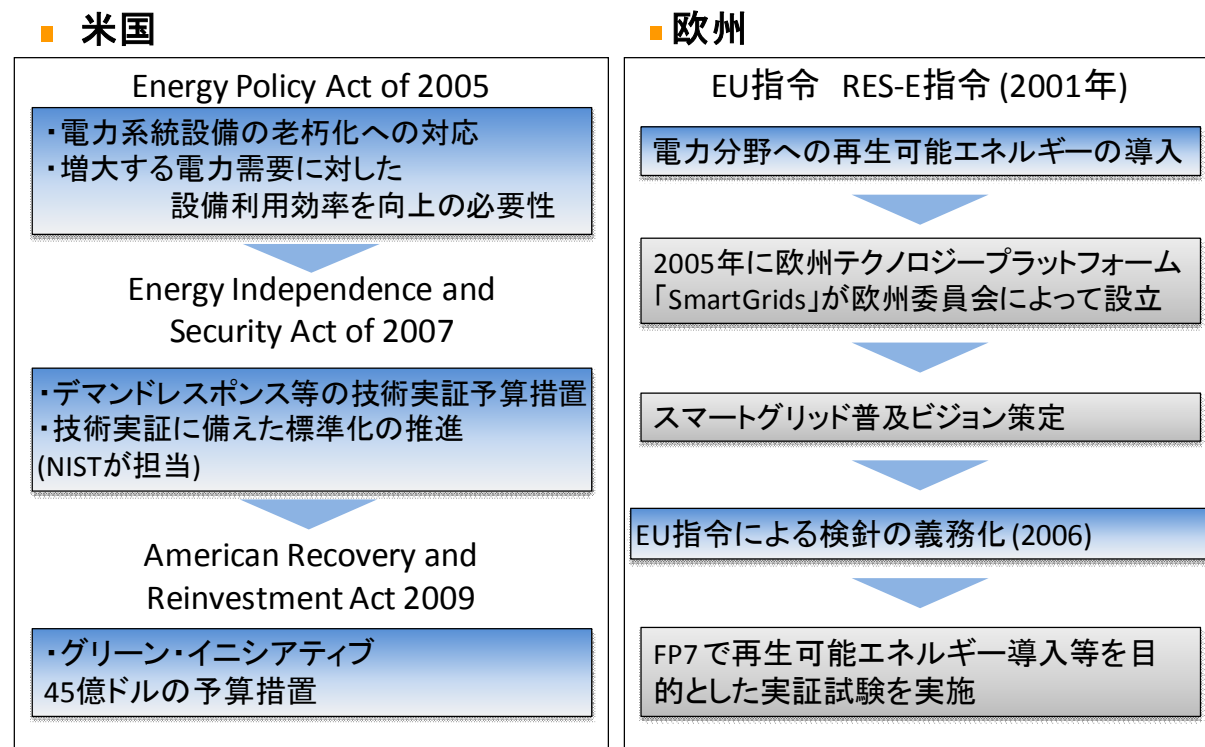 米国
Energy Policy Act of 2005
・電力系統設備の老朽化への対応
・増大する電力需要に対した
設備利用効率を向上の必要性
Energy Independence and
Security Act of 2007
・デマンドレスポンス等の技術実証予算措置
・技術実証に備えた標準化の推進
(NISTが担当)
American Recovery and
Reinvestment Act 2009
・グリーン・イニシアティブ
45億ドルの予算措置
欧州
EU指令 RES-E指令 (2001年)
電力分野への再生可能エネルギーの導入
2005年に欧州テクノロジープラットフォーム
「SmartGrids」が欧州委員会によって設立
スマートグリッド普及ビジョン策定
EU指令による検針の義務化 (2006)
FP7で再生可能エネルギー導入等を目
的とした実証試験を実施